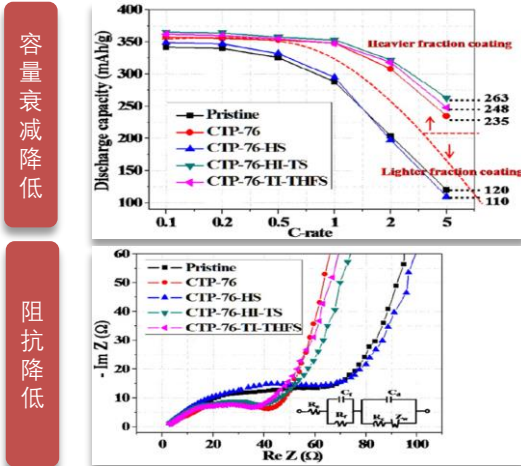 容量衰减降低
400
350
300
250
200
150
100
Discharge capacity (mAh/g)
Heavier fraction coating
263
248
235
Pristine
CTP-76
CTP-76-HS
CTP-76-HI-TS
CTP-76-TI-THFS
Lighter fraction coating
120
110
0.1 0.2 0.5 1 2 5
C-rate
阻抗降低
60
50
40
30
20
10
0
- Im Z (Ω)
Pristine
CTP-76
CTP-76-HS
CTP-76-HI-TS
CTP-76-TI-THFS
0 20 40 60 80 100
Re Z (Ω)